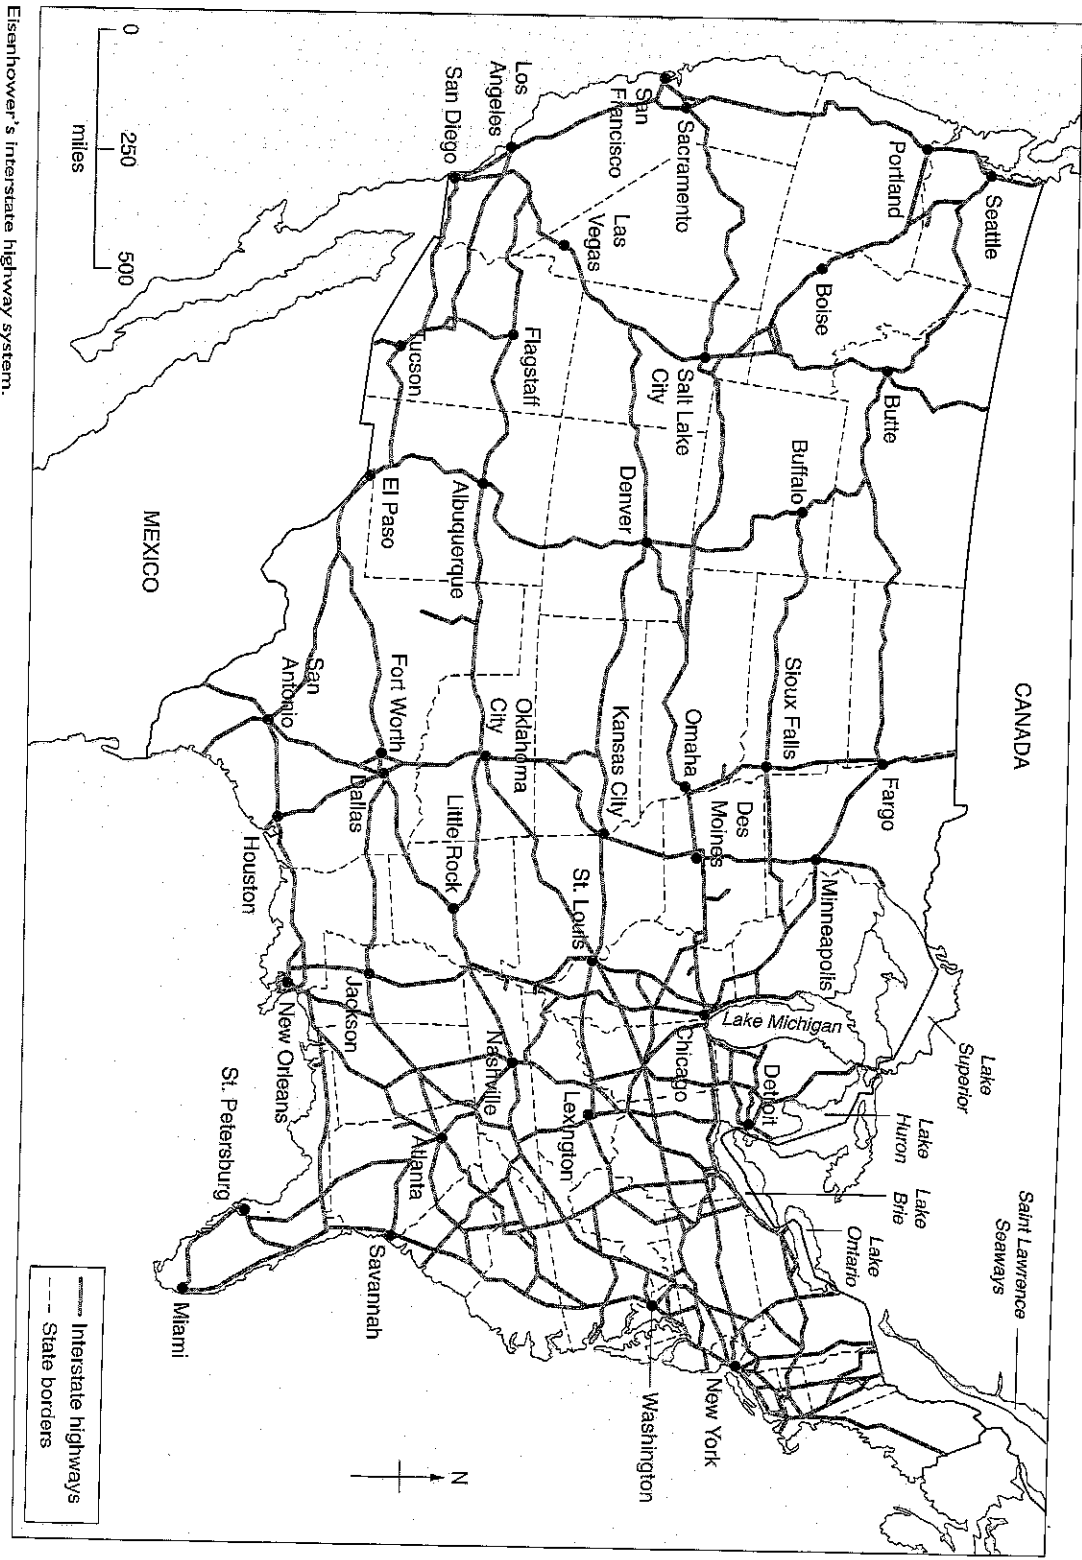 CANADA
Saint Lawrence
Seaways
Lake
Superior
Lake
Huron
Lake
Brie
Lake
Ontario
Lake Michigan
Seattle
Portland
Butte
Fargo
Minneapolis
Boise
Buffalo
Sioux Falls
Detroit
Sacramento
San
Francisco
Salt Lake
City
Omaha
Des
Moines
Chicago
New York
Las
Vegas
Denver
Kansas City
St. Louis
Lexington
Washington
Los
Angeles
San Diego
Flagstaff
Albuquerque
Oklahoma
City
Little Rock
Nashville
Tucson
El Paso
Fort Worth
Dallas
Jackson
Atlanta
Savannah
San
Antonio
Houston
New Orleans
St. Petersburg
Miami
MEXICO
N
0 250 500
miles
Interstate highways
State borders
Eisenhower's interstate highway system.